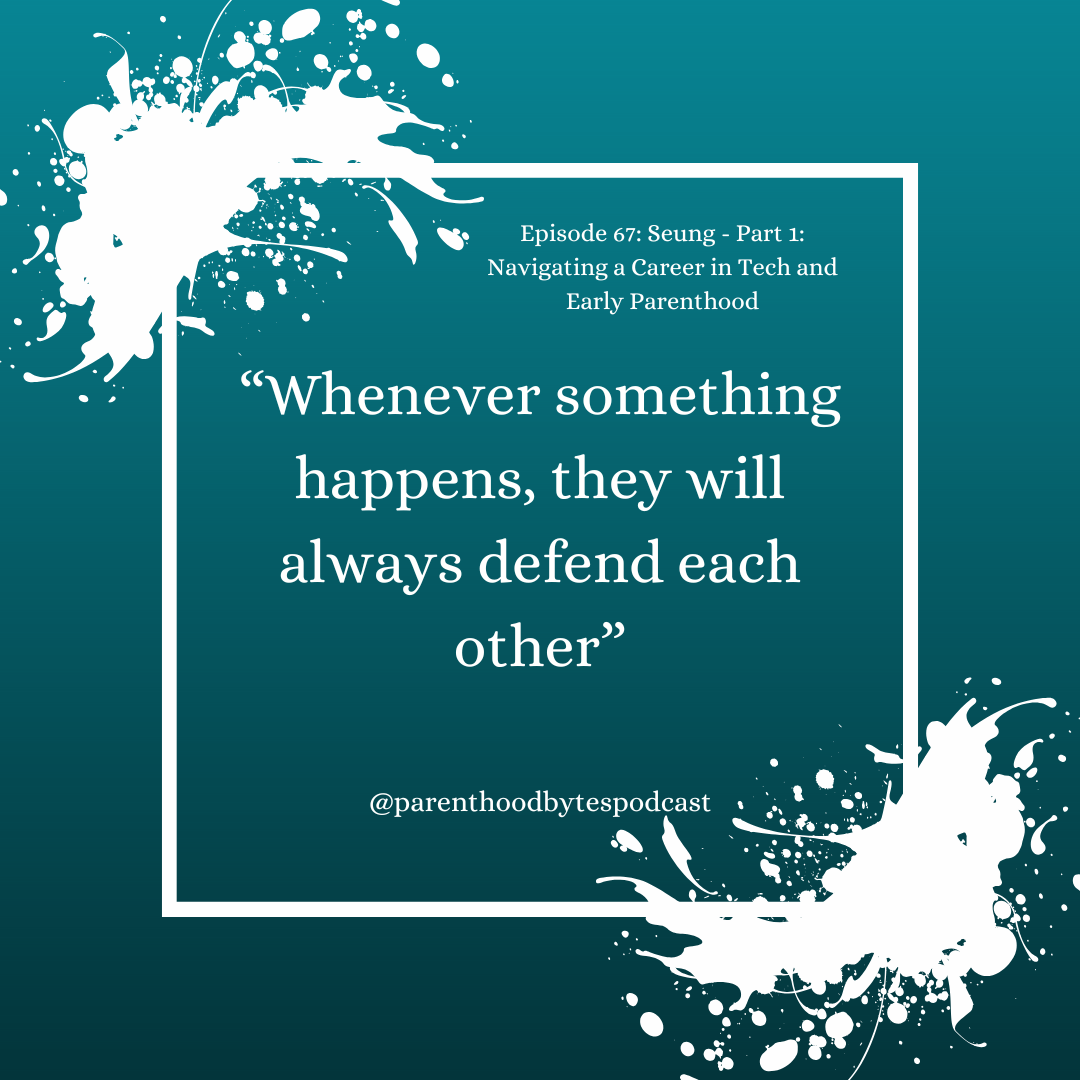 Episode 67: Seung - Part 1:
Navigating a Career in Tech and
Early Parenthood
“Whenever something
happens, they will
always defend each
other”
@parenthoodbytespodcast